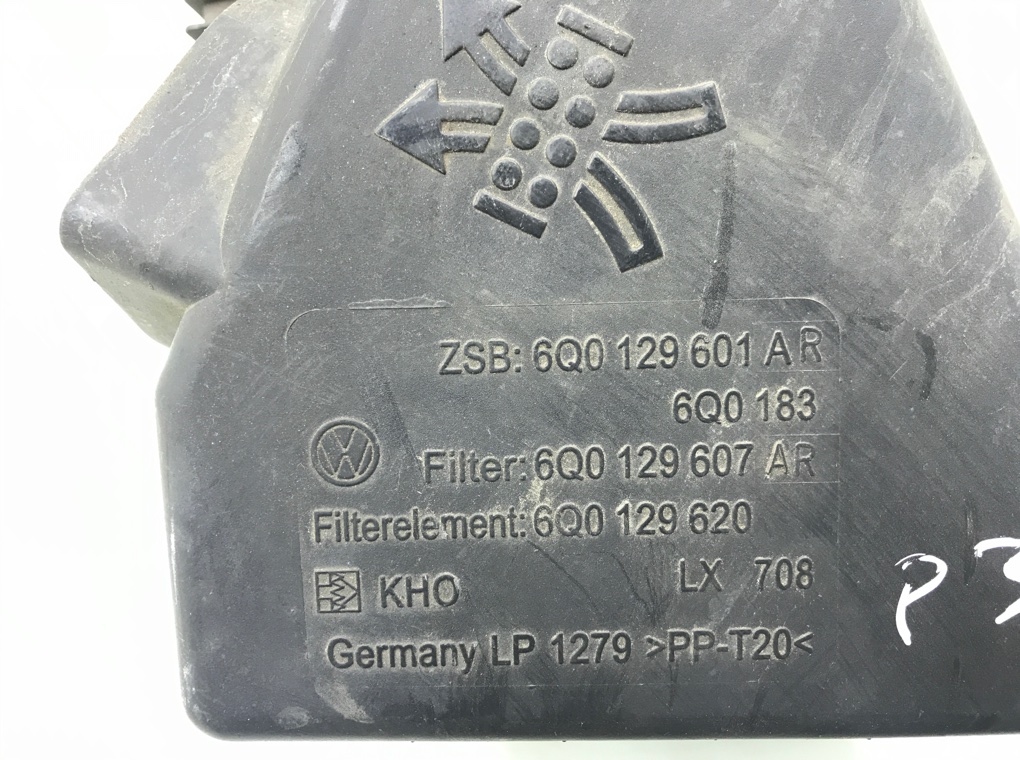 ZSB: 6Q0 129 601 AR
6Q0 183
Filter: 6Q0 129 607 AR
Filterelement: 6Q0 129 620
KHO LX 708
Germany LP 1279 >PP-T20<
P3